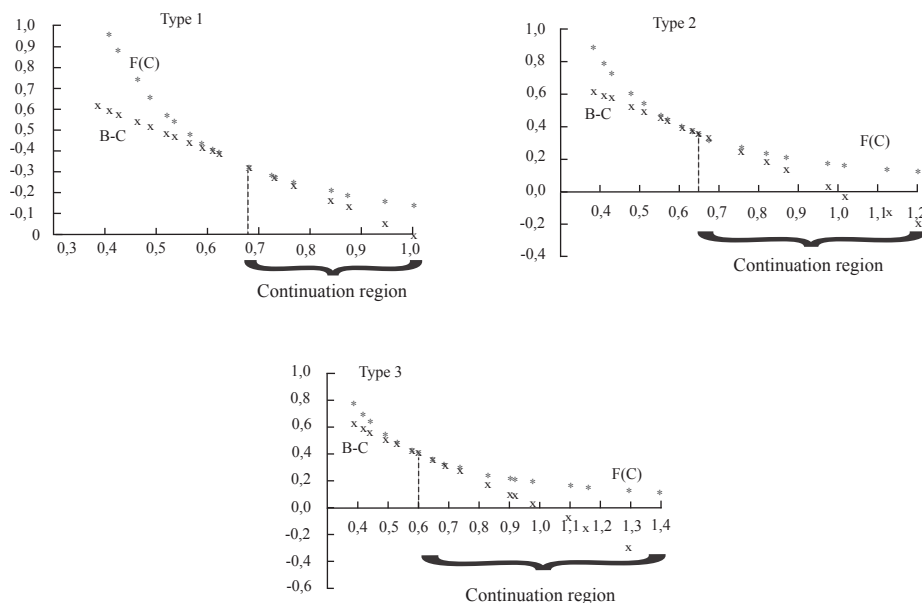 Type 1
1,0
0,9
0,8
0,7
0,6
0,5
0,4
-0,3
-0,2
-0,1
0
F(C)
B-C
0,3 0,4 0,5 0,6 0,7 0,8 0,9 1,0
Continuation region
Type 2
1,0
0,8
0,6
0,4
0,2
0,0
-0,2
-0,4
B-C
F(C)
0,4 0,5 0,6 0,7 0,8 0,9 1,0 1,1 1,2
Continuation region
Type 3
1,0
0,8
0,6
0,4
0,2
0,0
-0,2
-0,4
-0,6
B-C
F(C)
0,4 0,5 0,6 0,7 0,8 0,9 1,0 1,1 1,2 1,3 1,4
Continuation region